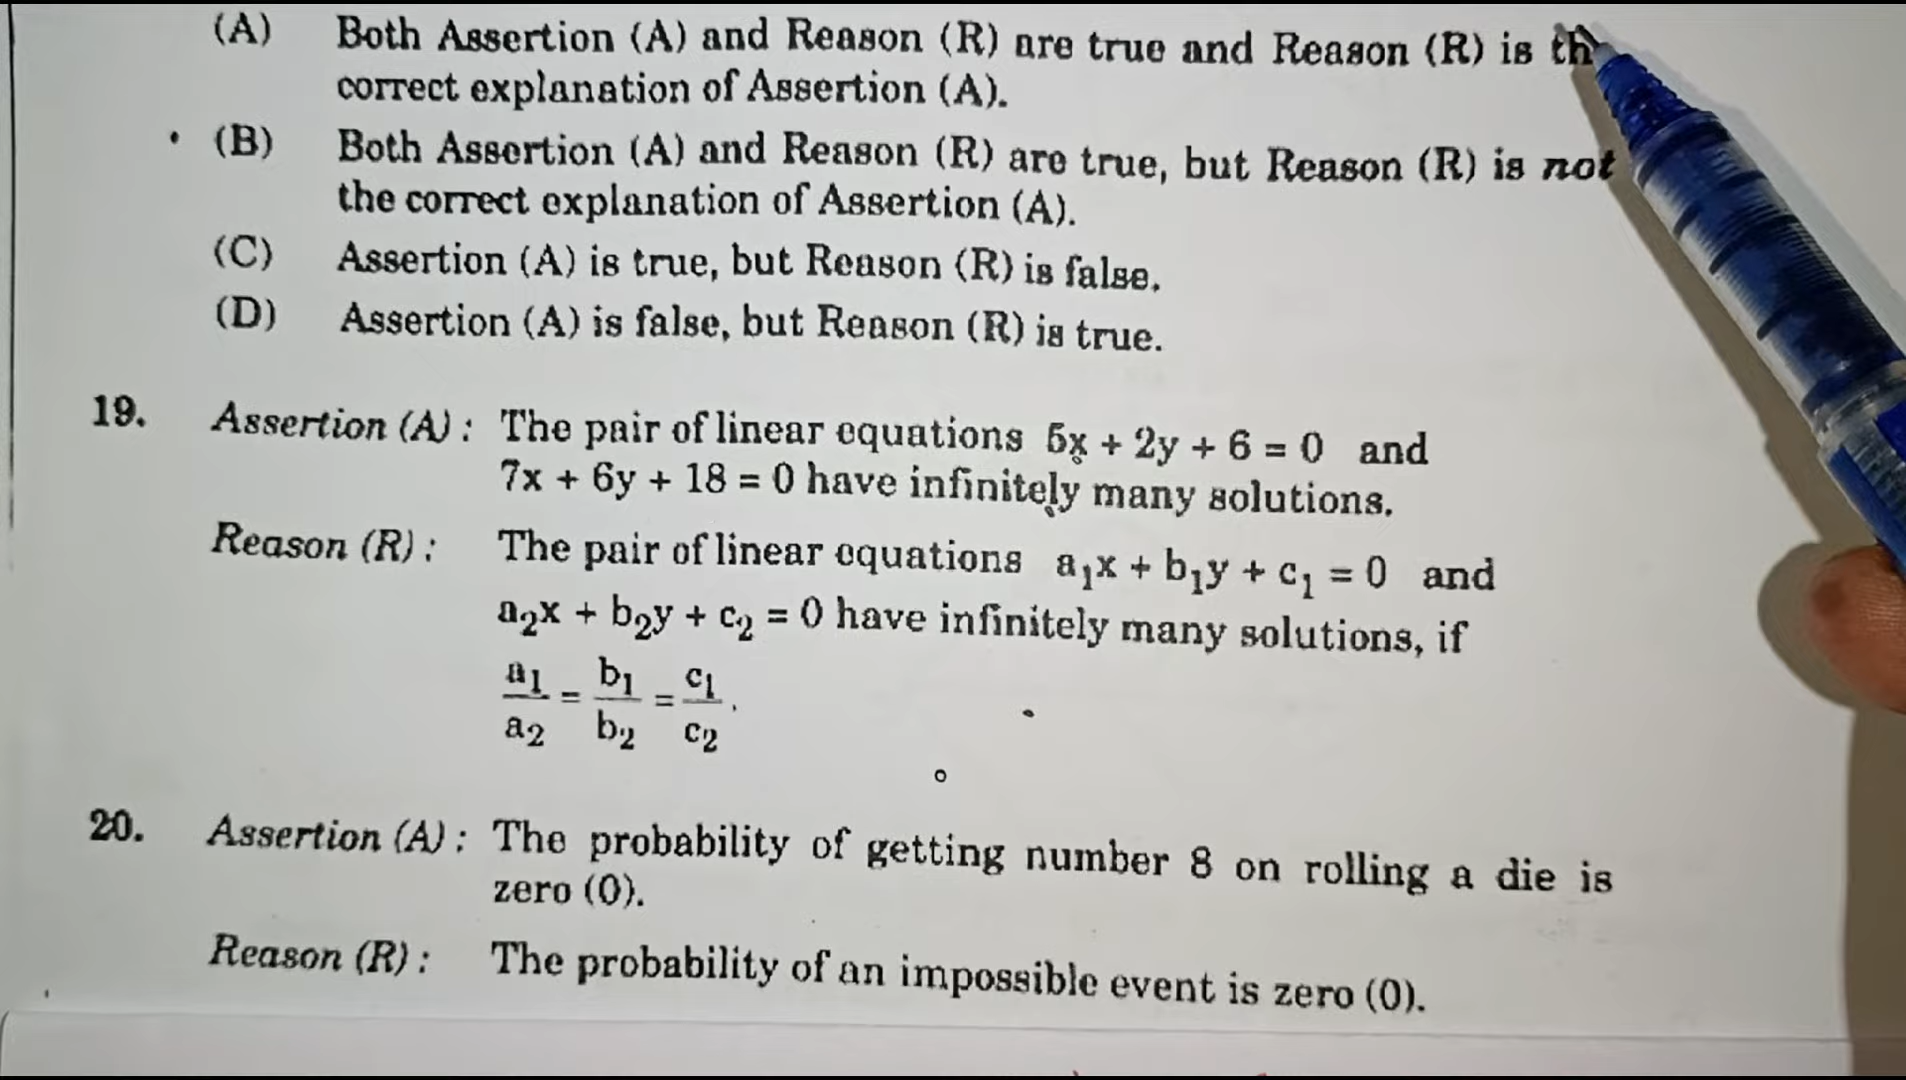 (A) Both Assertion (A) and Reason (R) are true and Reason (R) is
correct explanation of Assertion (A).
(B) Both Assertion (A) and Reason (R) are true, but Reason (R) is not
the correct explanation of Assertion (A).
(C) Assertion (A) is true, but Reason (R) is false.
(D) Assertion (A) is false, but Reason (R) is true.
19. Assertion (A) : The pair of linear equations 5x + 2y + 6 = 0 and
7x + 6y + 18 = 0 have infinitely many solutions.
Reason (R) : The pair of linear equations a₁x + b₁y + c₁ = 0 and
a₂x + b₂y + c₂ = 0 have infinitely many solutions, if
a₁/a₂ = b₁/b₂ = c₁/c₂.
20. Assertion (A) : The probability of getting number 8 on rolling a die is
zero (0).
Reason (R) : The probability of an impossible event is zero (0).